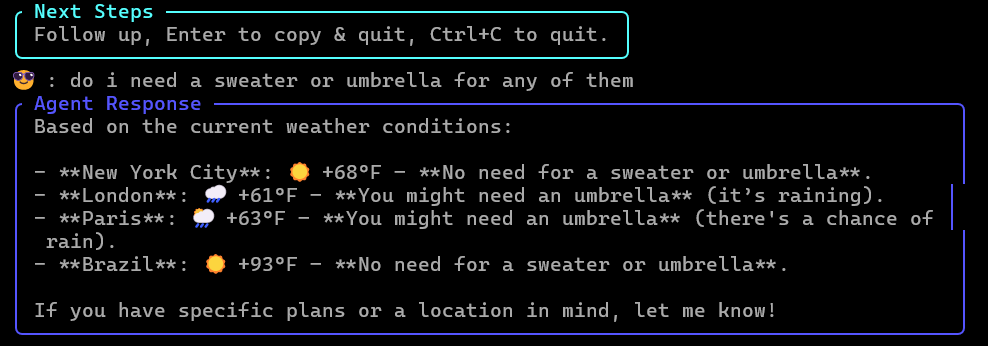 Next Steps
Follow up, Enter to copy & quit, Ctrl+C to quit.
😎 : do i need a sweater or umbrella for any of them
Agent Response
Based on the current weather conditions:
- **New York City**: ☀️ +68°F - **No need for a sweater or umbrella**.
- **London**: 🌧️ +61°F - **You might need an umbrella** (it’s raining).
- **Paris**: 🌦️ +63°F - **You might need an umbrella** (there's a chance of
rain).
- **Brazil**: ☀️ +93°F - **No need for a sweater or umbrella**.
If you have specific plans or a location in mind, let me know!